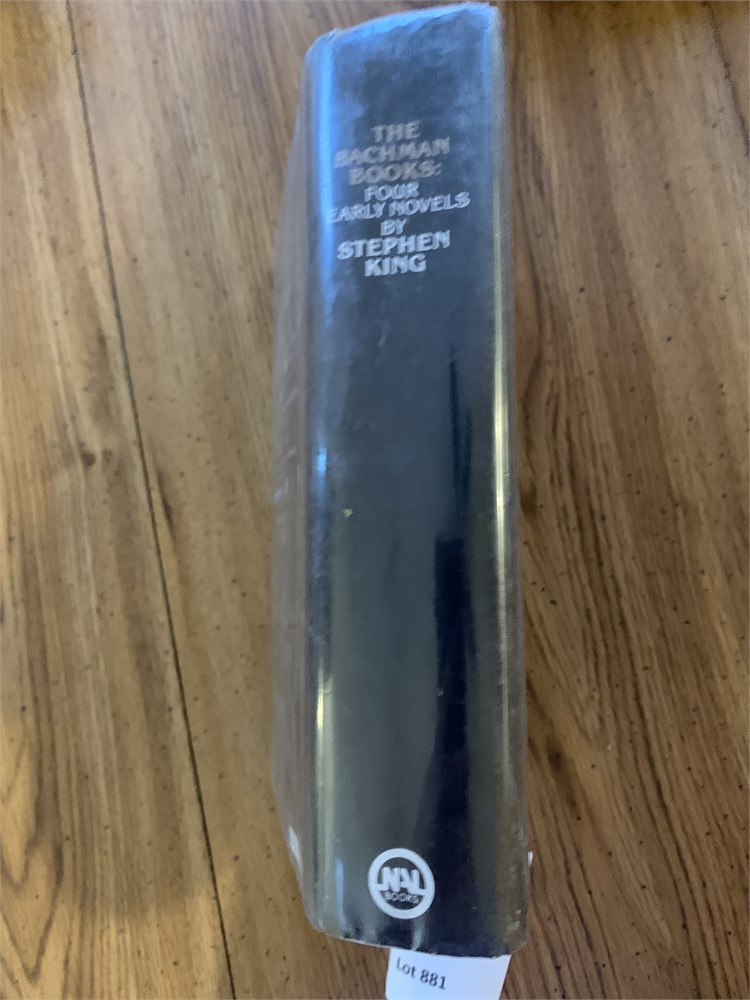 THE
BACHMAN
BOOKS:
FOUR
EARLY NOVELS
BY
STEPHEN
KING
NAL
BOOKS
Lot 881